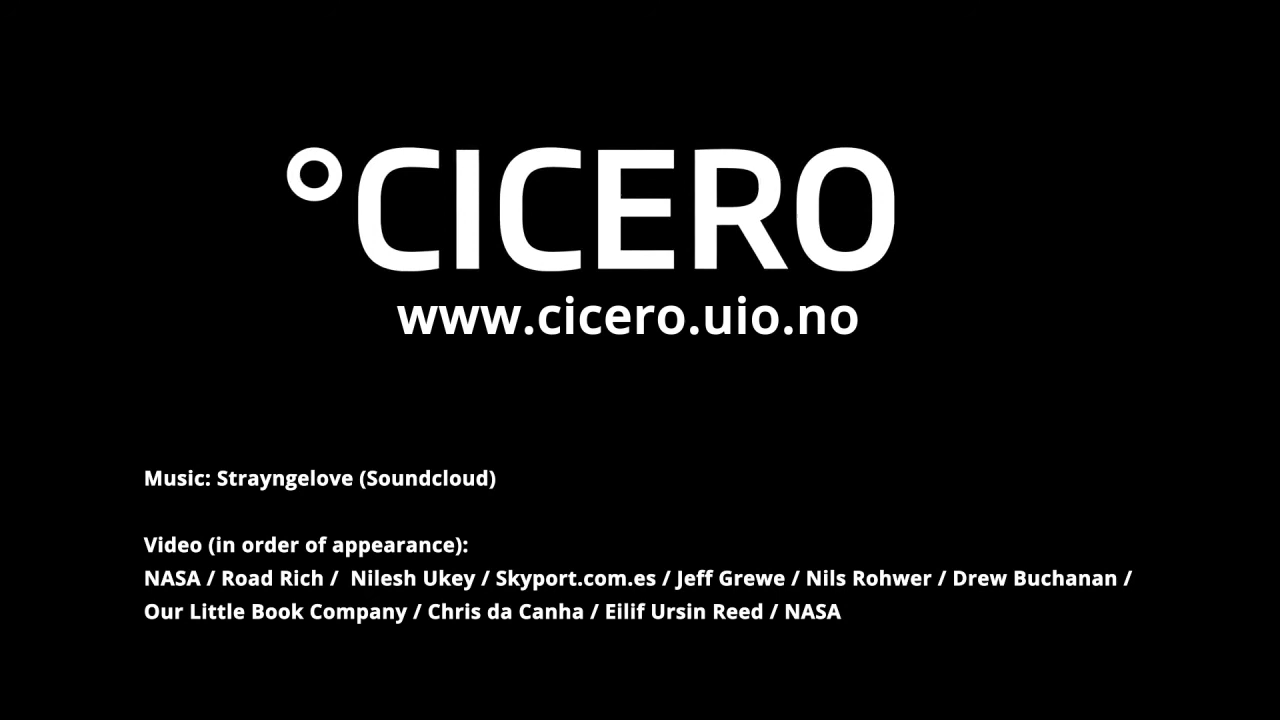 °CICERO
www.cicero.uio.no
Music: Strayngelove (Soundcloud)
Video (in order of appearance):
NASA / Road Rich / Nilesh Ukey / Skyport.com.es / Jeff Grewe / Nils Rohwer / Drew Buchanan /
Our Little Book Company / Chris da Canha / Eilif Ursin Reed / NASA